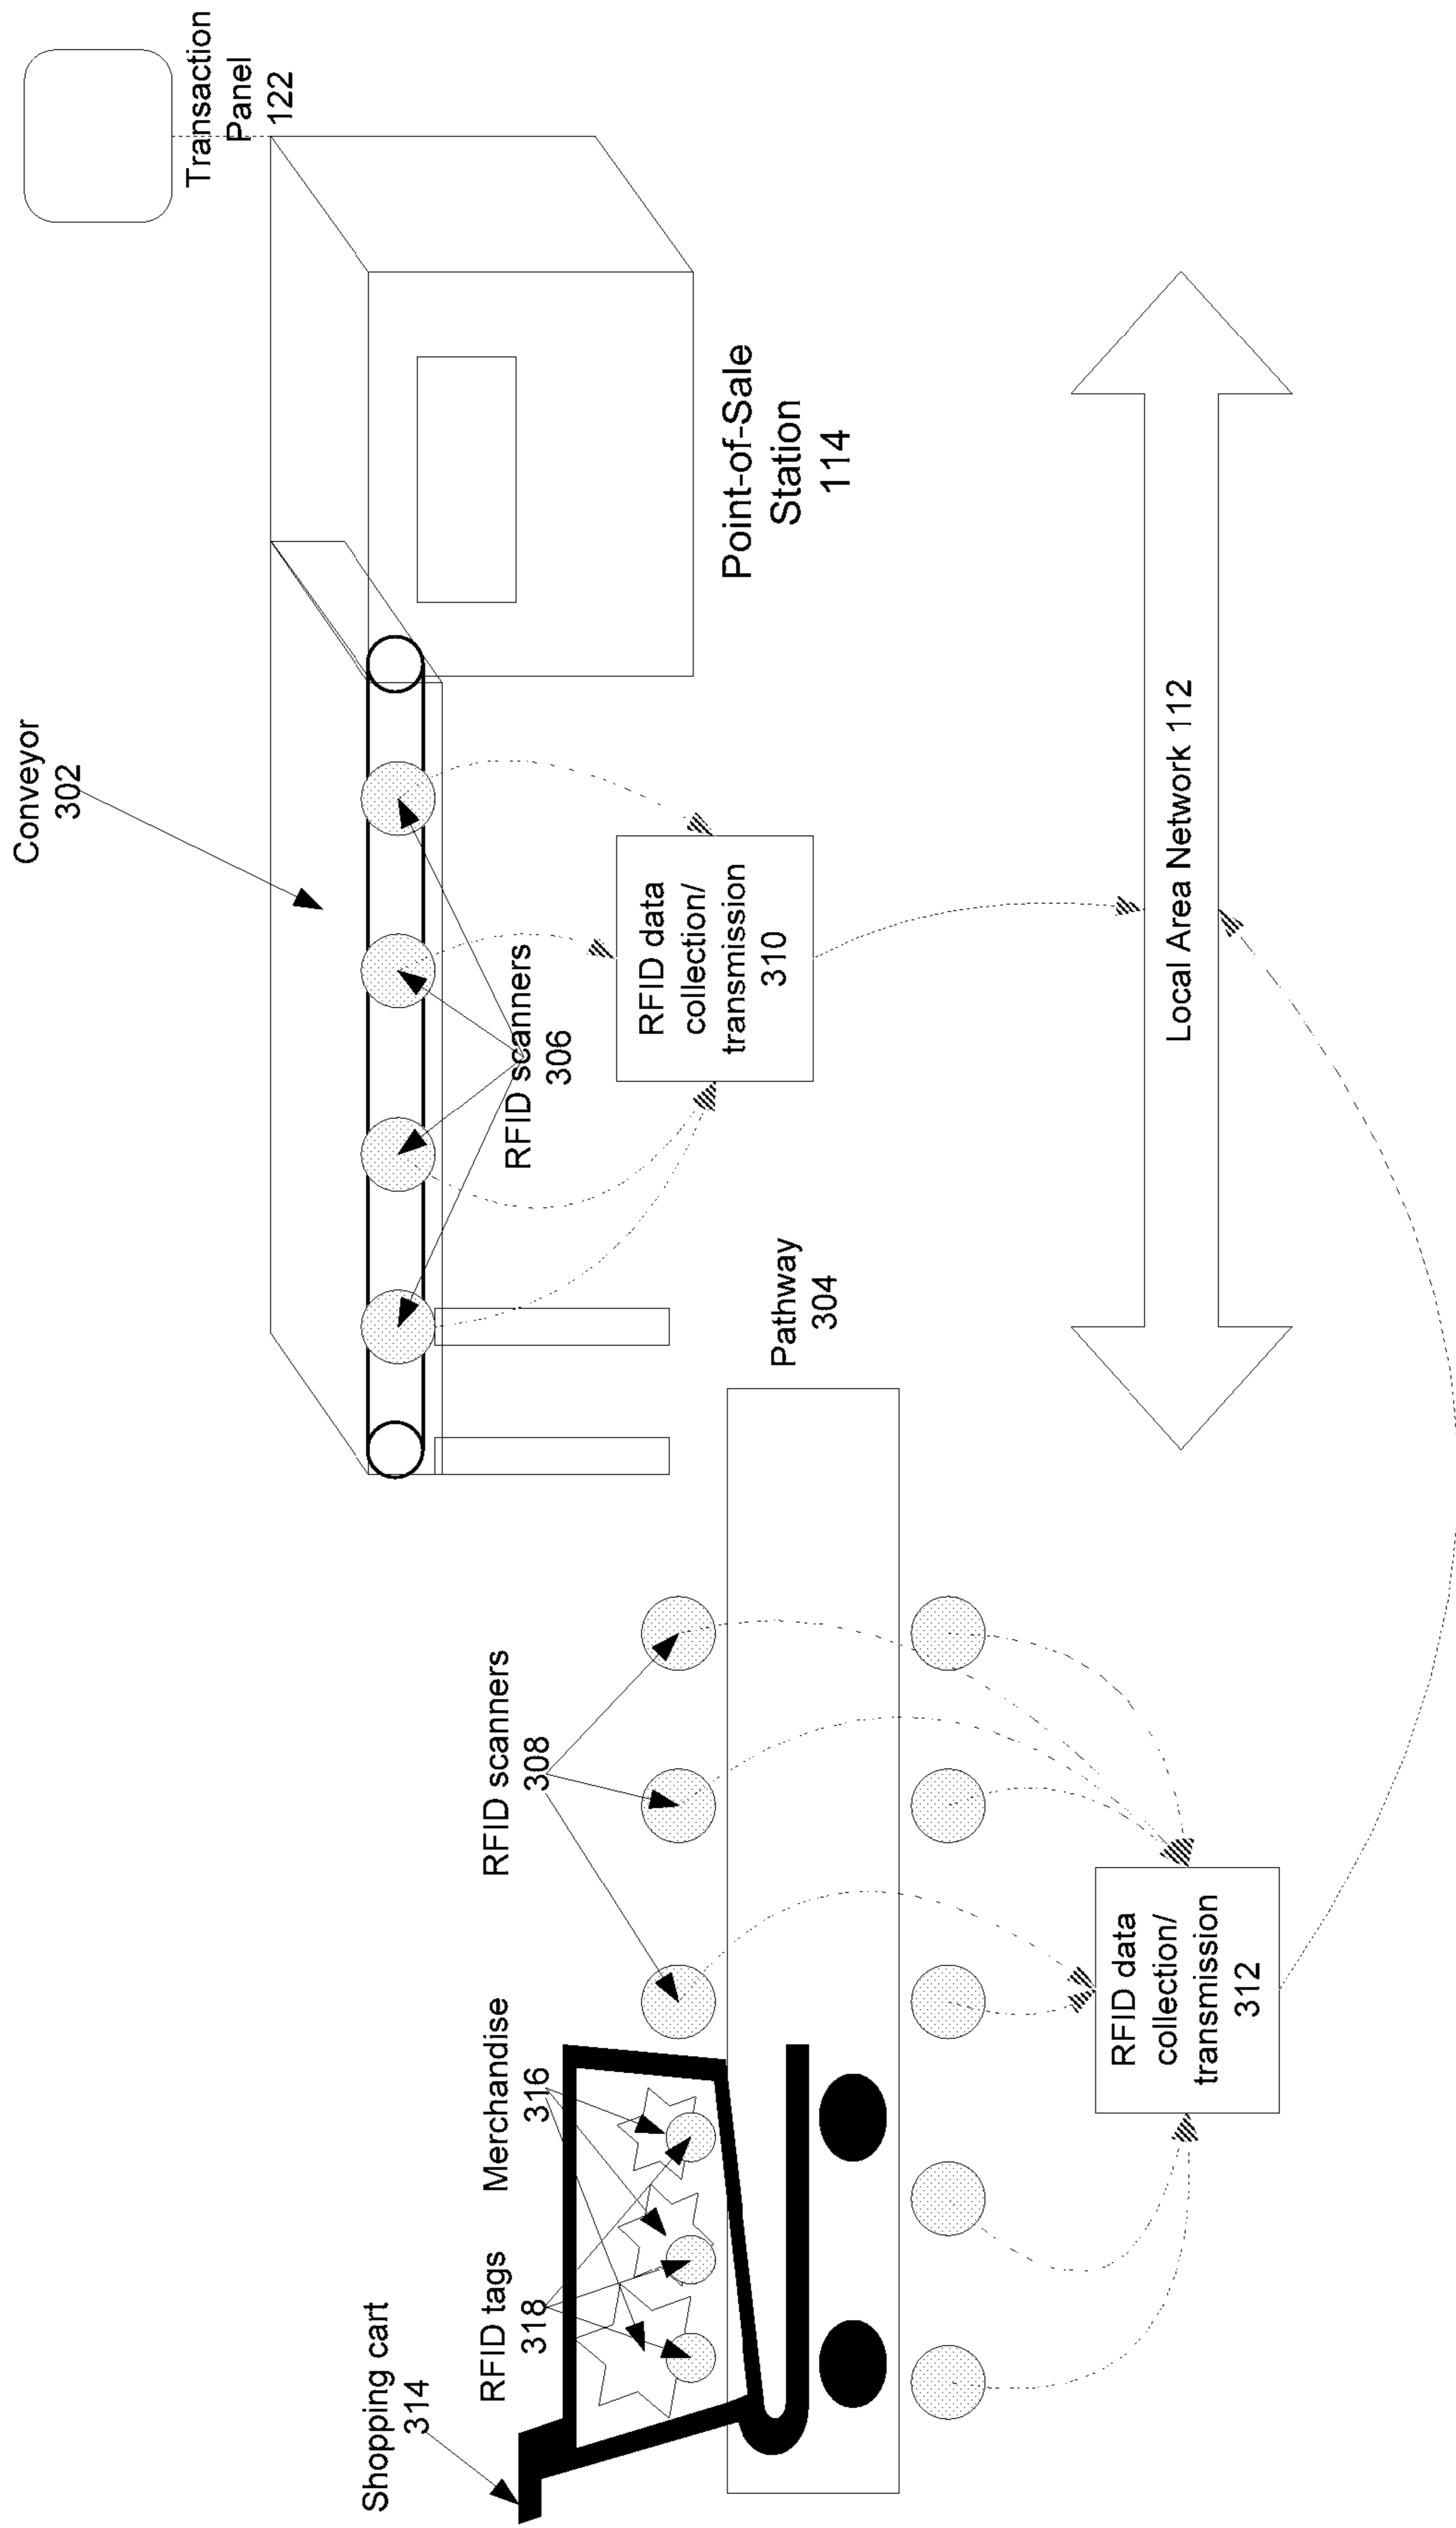 Transaction
Panel
122
Conveyor
302
Point-of-Sale
Station
114
RFID scanners
306
RFID data
collection/
transmission
310
Local Area Network 112
Pathway
304
RFID scanners
308
Merchandise
316
RFID tags
318
Shopping cart
314
RFID data
collection/
transmission
312